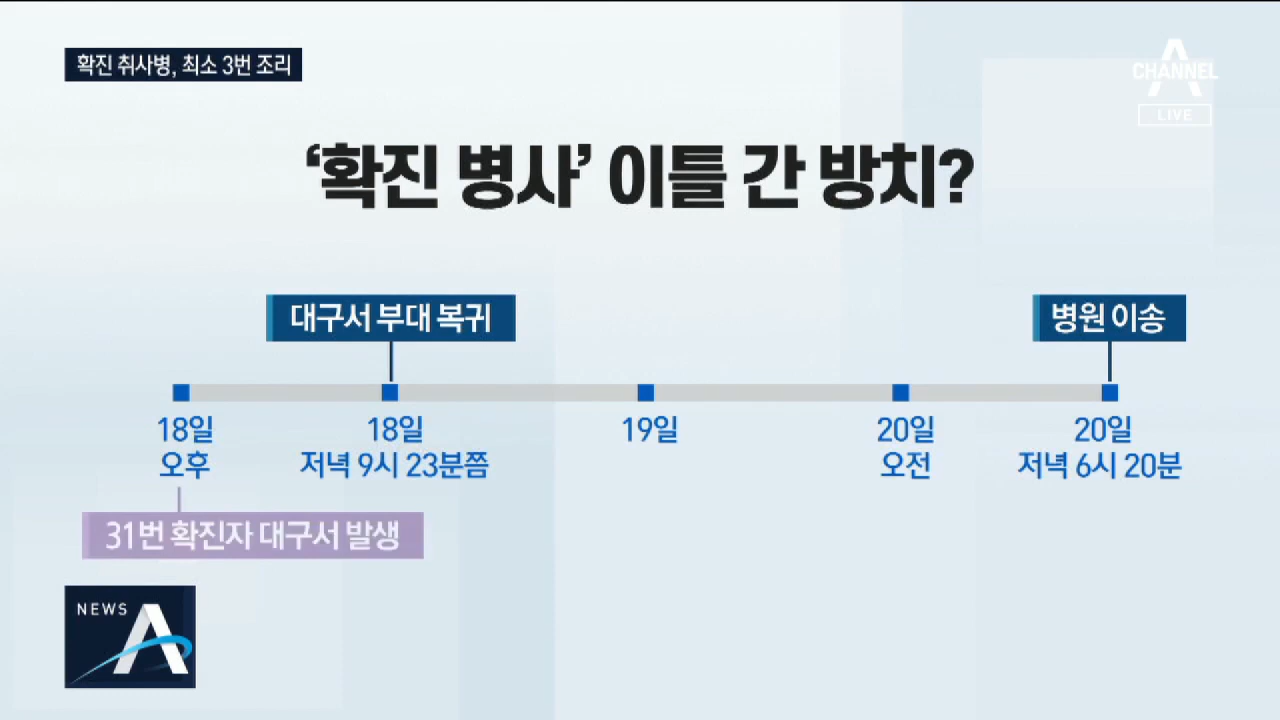 확진 취사병, 최소 3번 조리
CHANNEL A
LIVE
‘확진 병사’ 이틀 간 방치?
대구서 부대 복귀
병원 이송
18일 오후
18일 저녁 9시 23분쯤
19일
20일 오전
20일 저녁 6시 20분
31번 확진자 대구서 발생
NEWS A